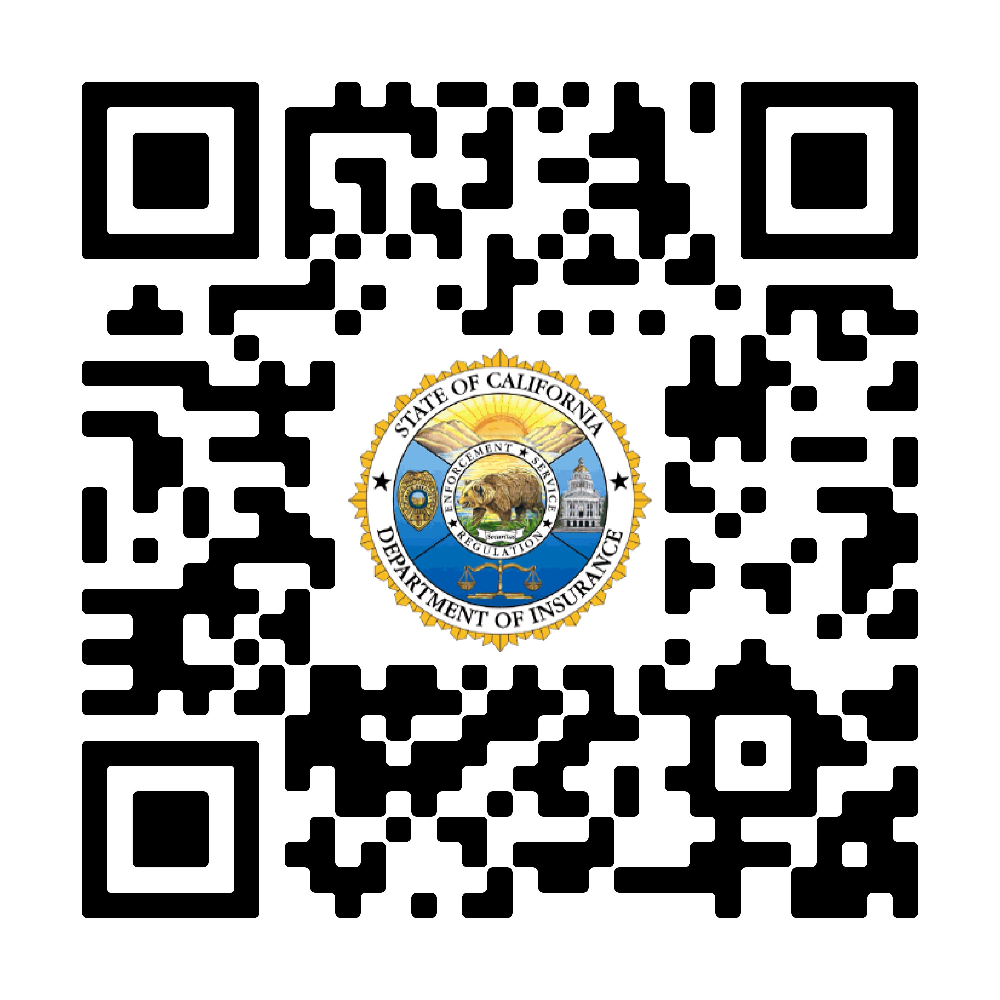 STATE OF CALIFORNIA
ENFORCEMENT ★ SERVICE
★ REGULATION ★
DEPARTMENT OF INSURANCE